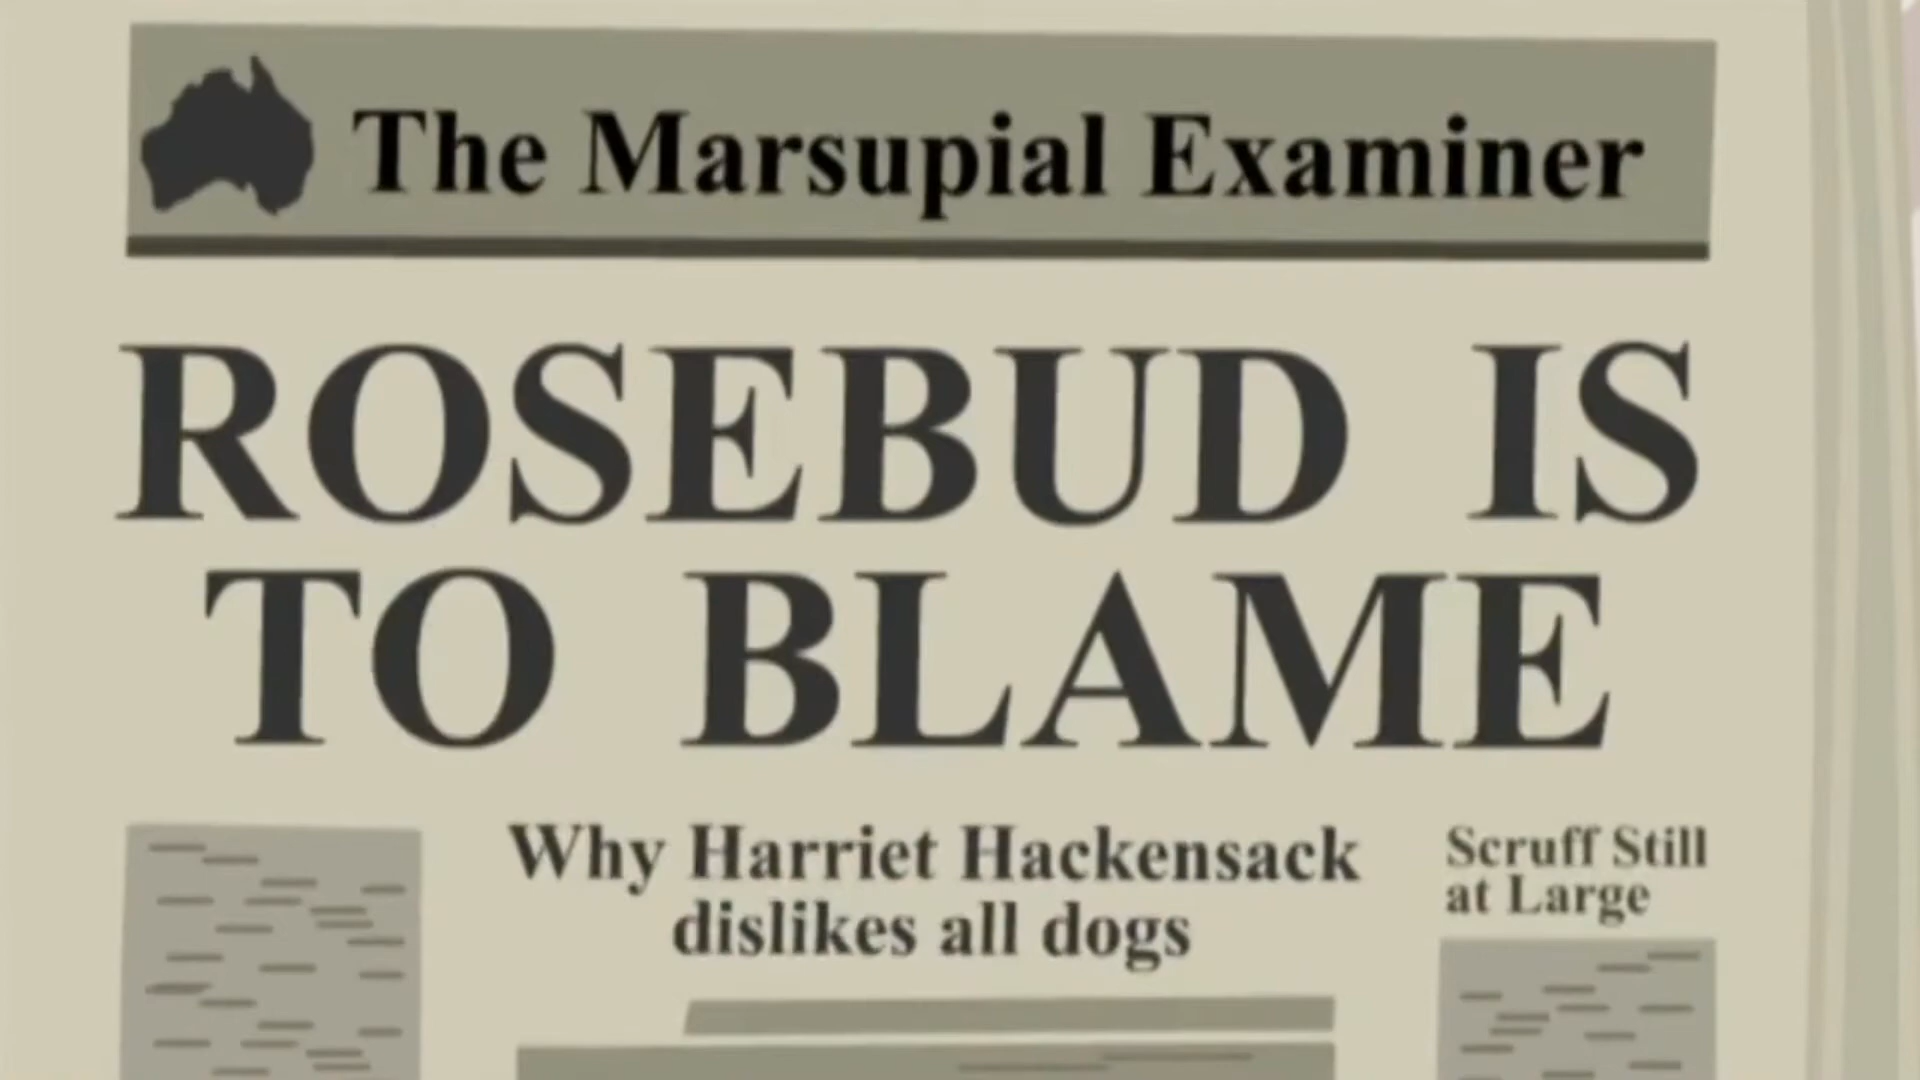 The Marsupial Examiner
ROSEBUD IS
TO BLAME
Why Harriet Hackensack
dislikes all dogs
Scruff Still
at Large